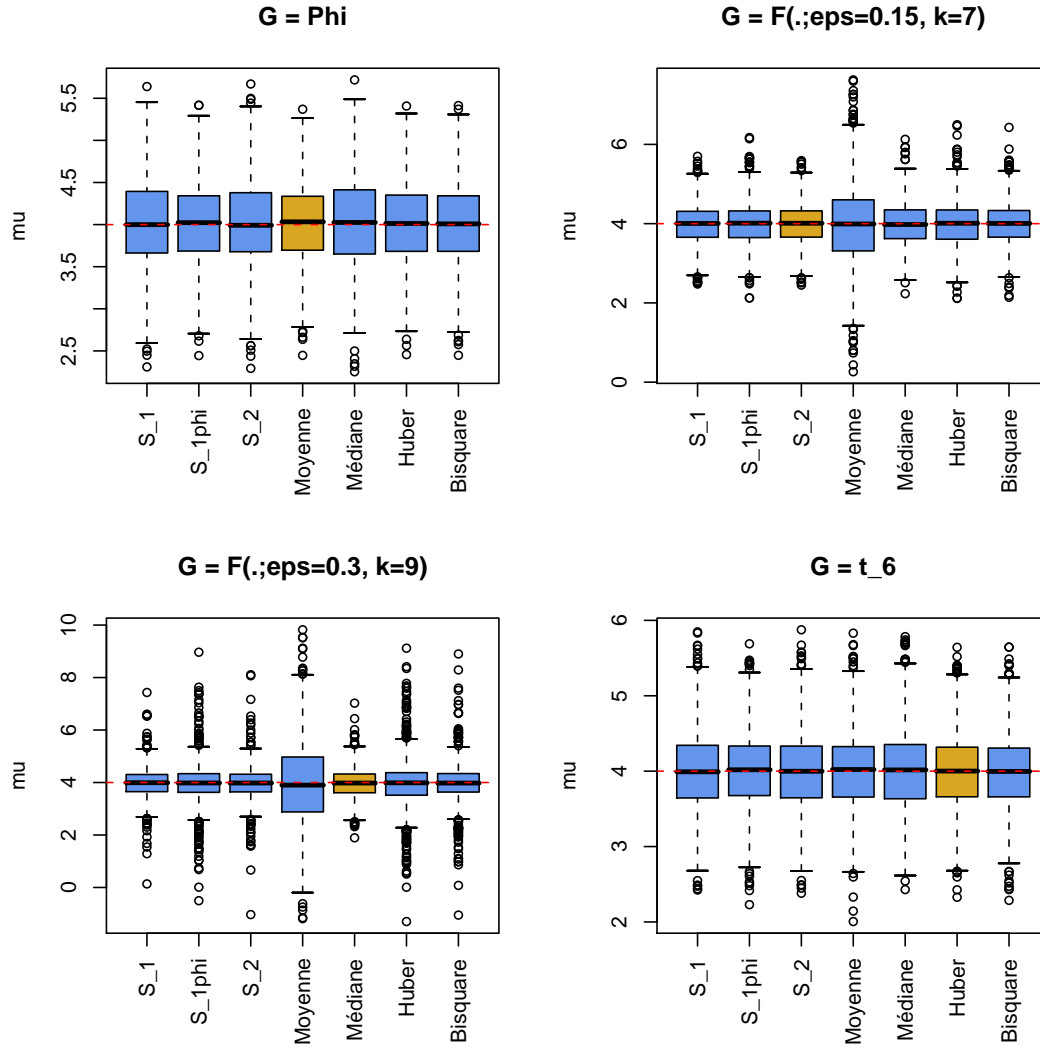 G = Phi
mu
5.5
4.5
3.5
2.5
S_1
S_1phi
S_2
Moyenne
Médiane
Huber
Bisquare
G = F(.;eps=0.15, k=7)
mu
6
4
2
0
S_1
S_1phi
S_2
Moyenne
Médiane
Huber
Bisquare
G = F(.;eps=0.3, k=9)
mu
10
8
6
4
2
0
S_1
S_1phi
S_2
Moyenne
Médiane
Huber
Bisquare
G = t_6
mu
6
5
4
3
2
S_1
S_1phi
S_2
Moyenne
Médiane
Huber
Bisquare